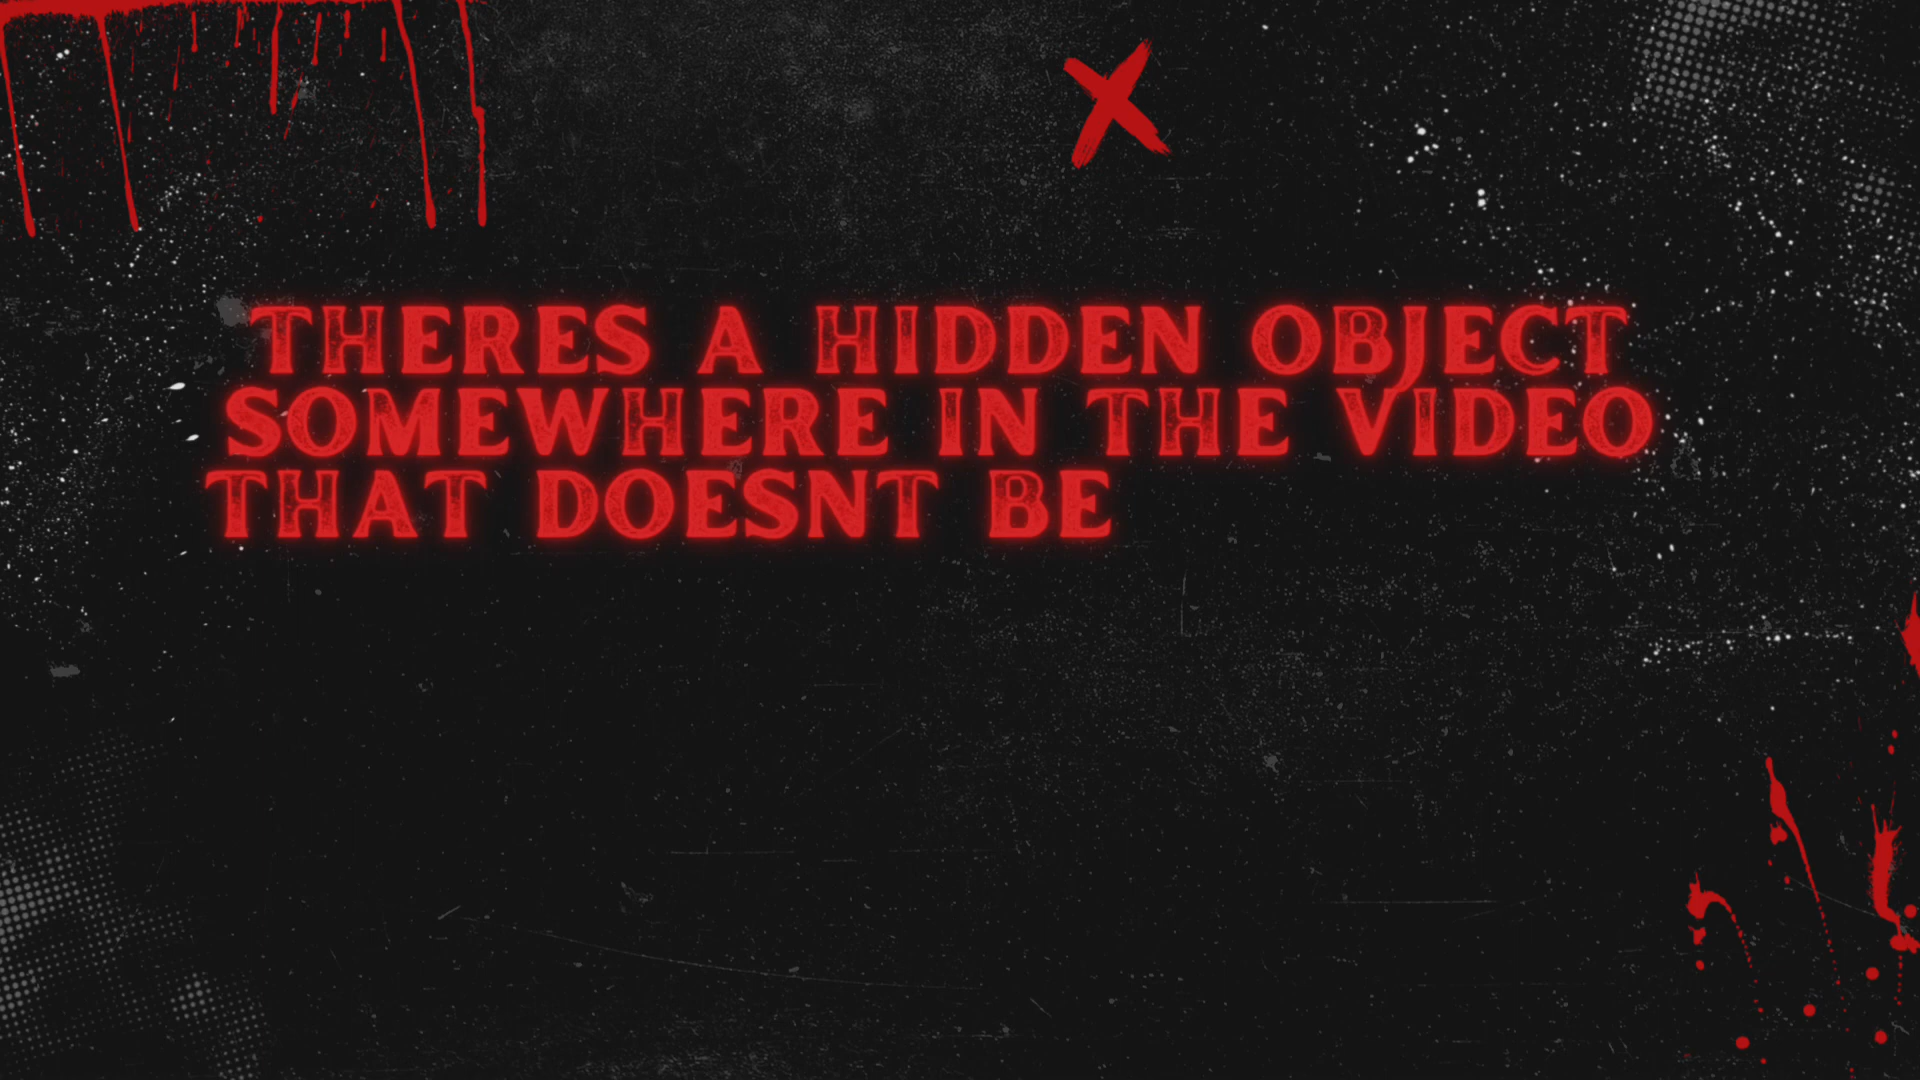 THERES A HIDDEN OBJECT
SOMEWHERE IN THE VIDEO
THAT DOESNT BE